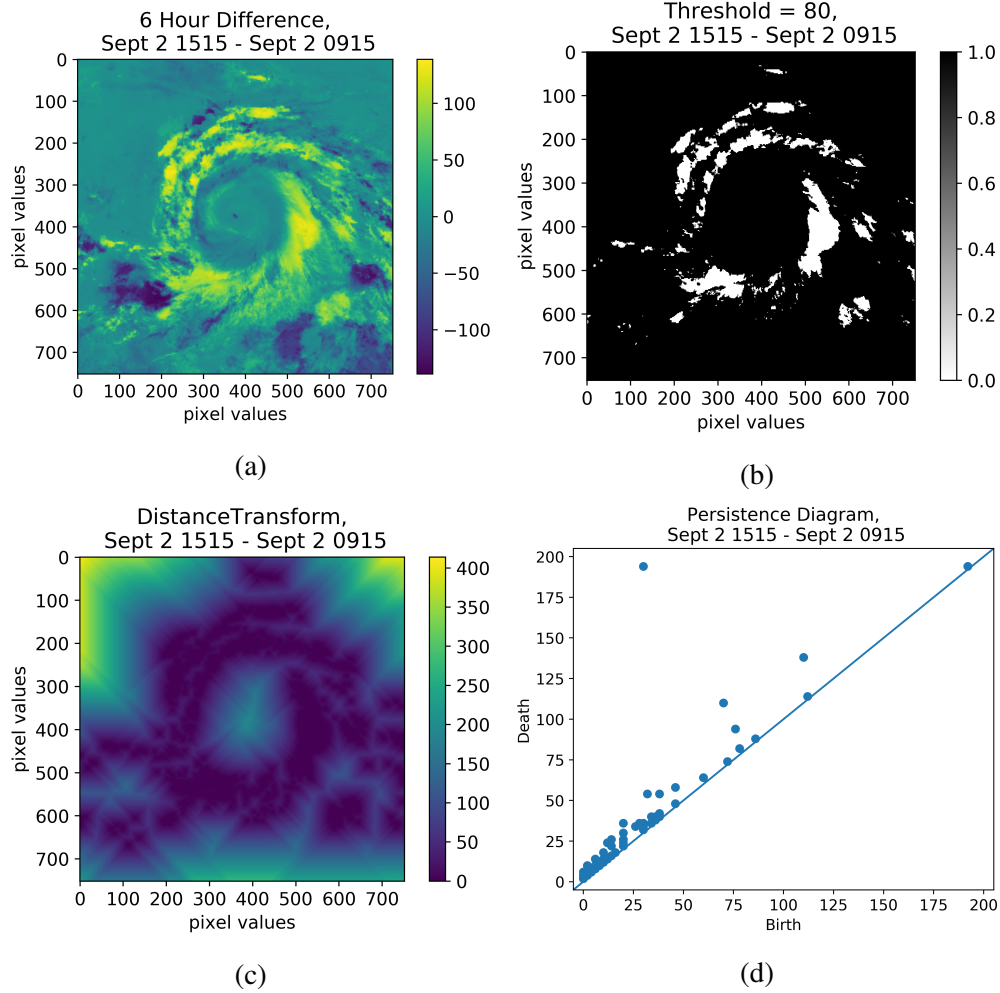 6 Hour Difference,
Sept 2 1515 - Sept 2 0915
0
100
200
300
400
500
600
700
pixel values
0 100 200 300 400 500 600 700
pixel values
100
50
0
−50
−100
(a)
Threshold = 80,
Sept 2 1515 - Sept 2 0915
0
100
200
300
400
500
600
700
pixel values
0 100 200 300 400 500 600 700
pixel values
1.0
0.8
0.6
0.4
0.2
0.0
(b)
DistanceTransform,
Sept 2 1515 - Sept 2 0915
0
100
200
300
400
500
600
700
pixel values
0 100 200 300 400 500 600 700
pixel values
400
350
300
250
200
150
100
50
0
(c)
Persistence Diagram,
Sept 2 1515 - Sept 2 0915
200
175
150
125
100
75
50
25
0
Death
0 25 50 75 100 125 150 175 200
Birth
(d)